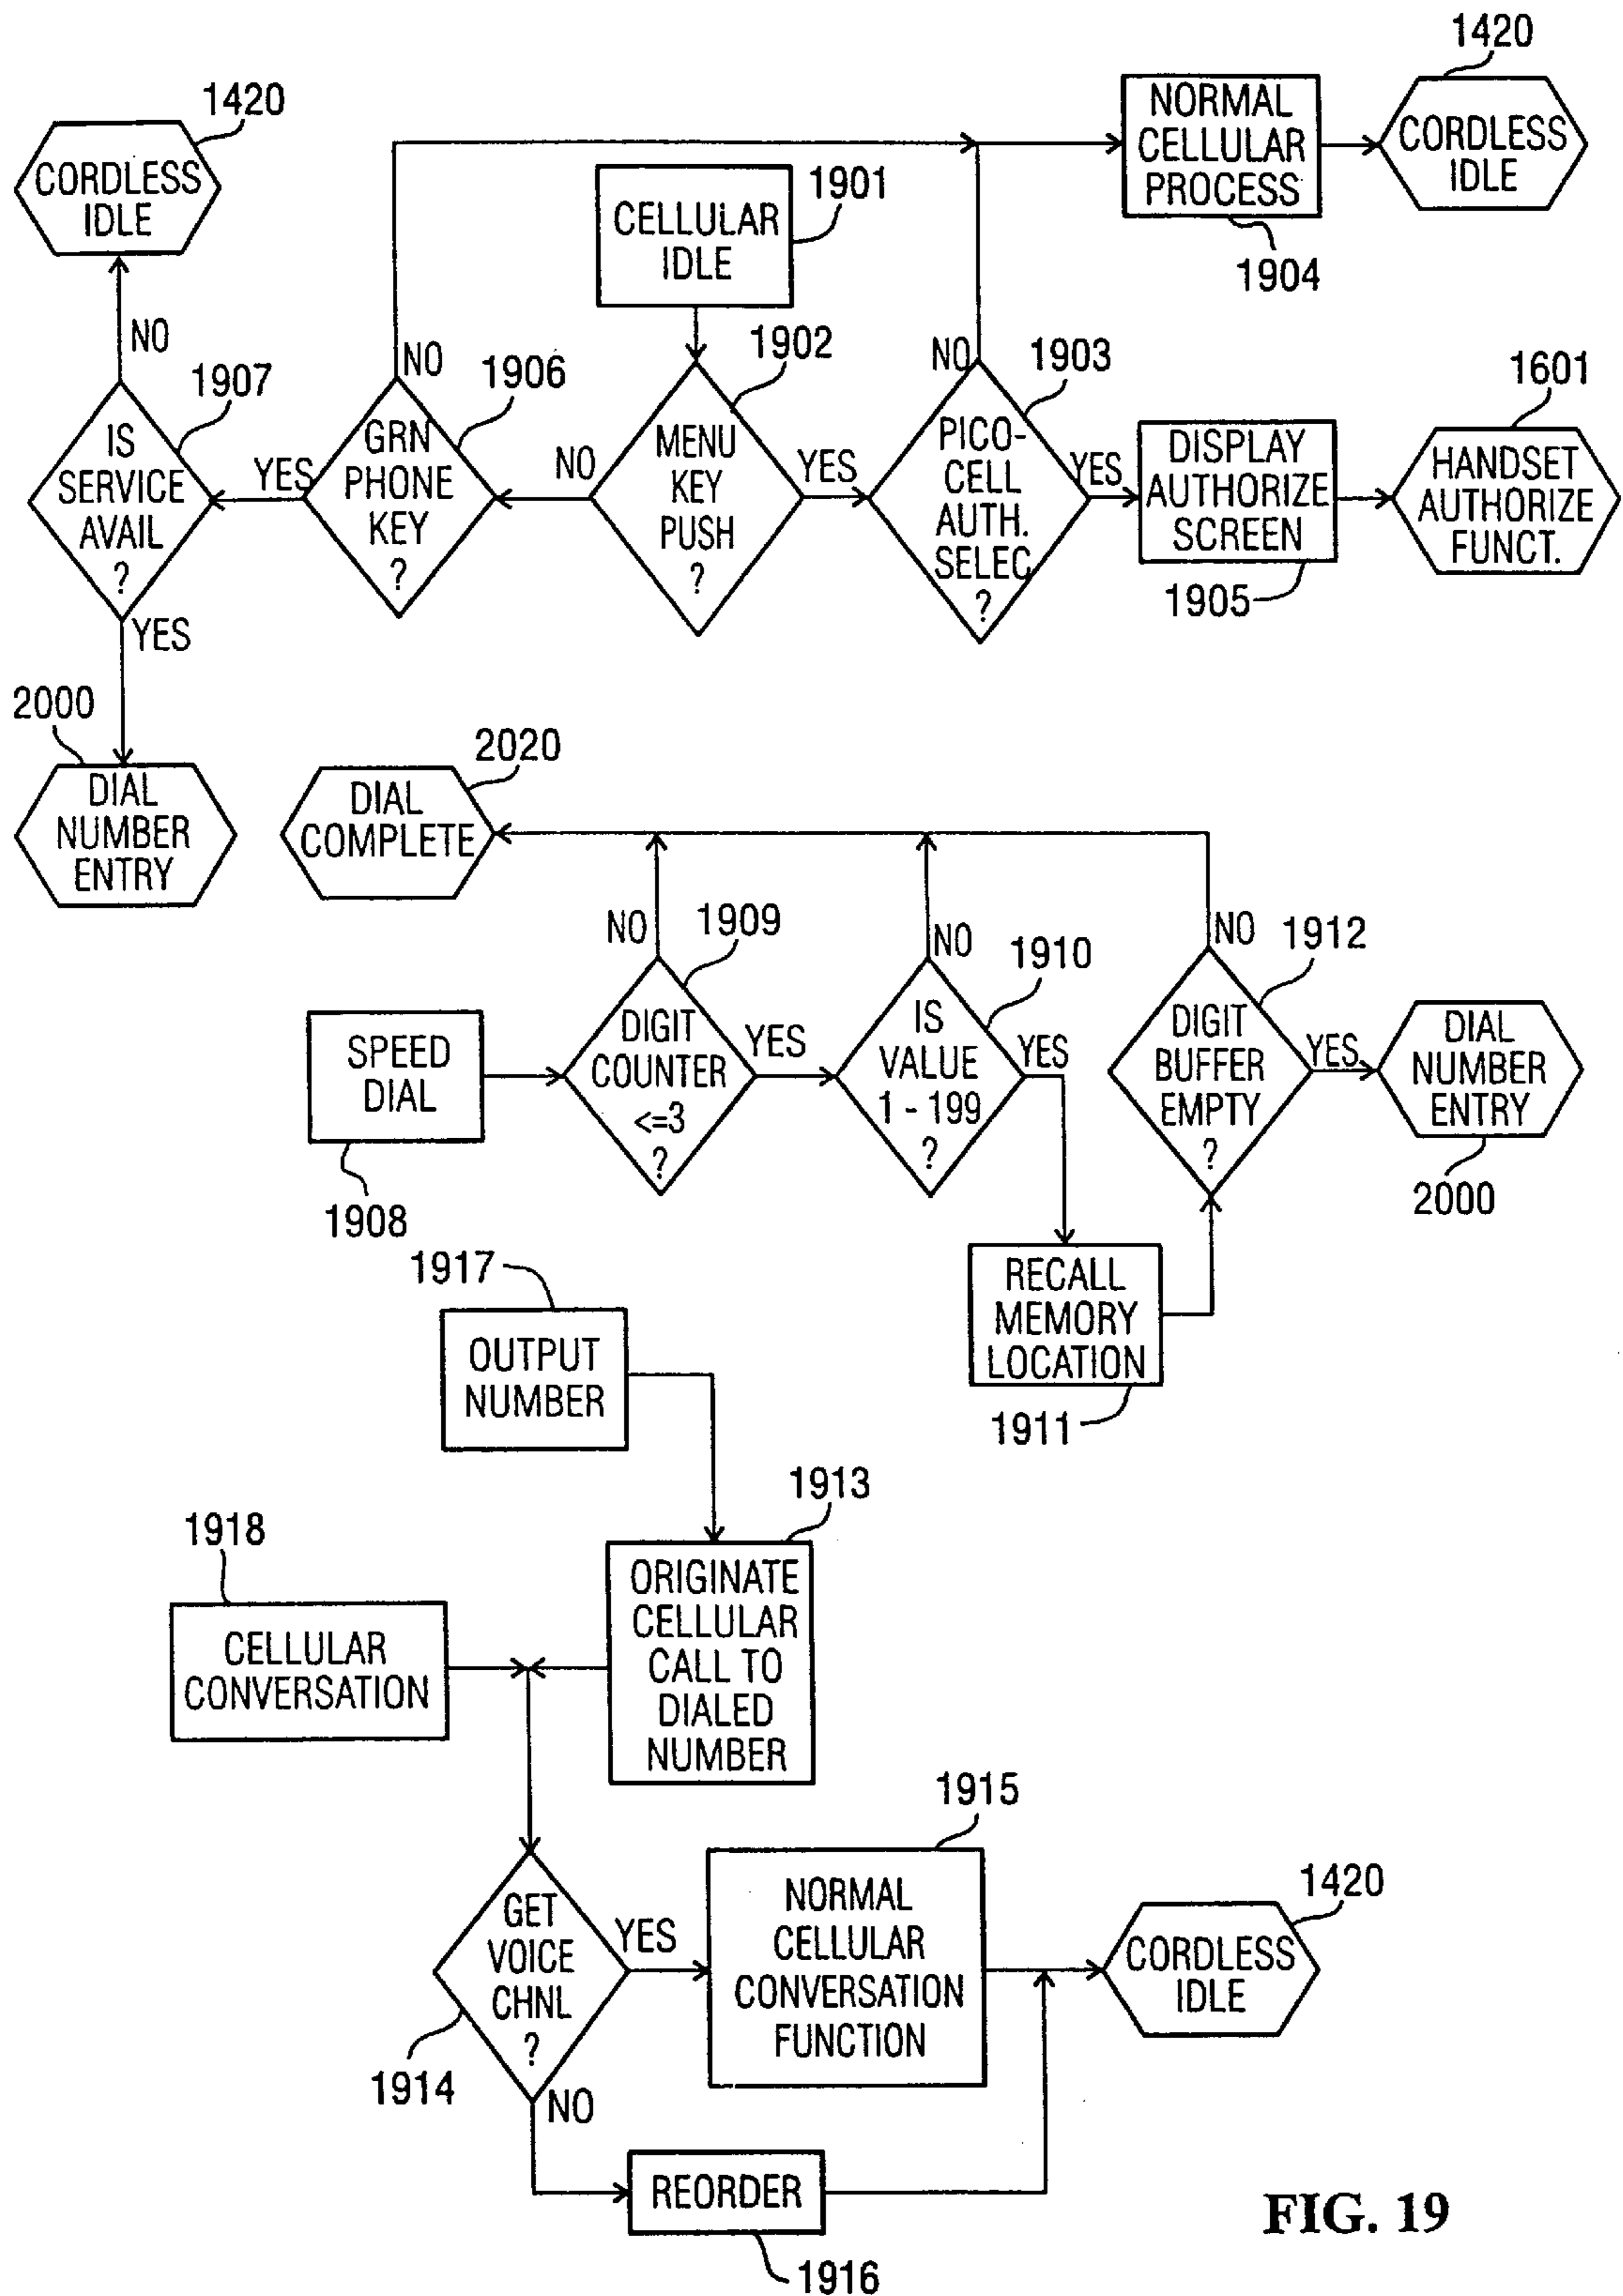 1420
CORDLESS
IDLE
NORMAL
CELLULAR
PROCESS
1904
1420
CORDLESS
IDLE
CELLULAR
IDLE
1901
NO
1907
IS
SERVICE
AVAIL
?
YES
YES
NO
1906
GRN
PHONE
KEY
?
NO
1902
MENU
KEY
PUSH
?
YES
NO
1903
PICO-
CELL
AUTH.
SELEC
?
YES
DISPLAY
AUTHORIZE
SCREEN
1905
1601
HANDSET
AUTHORIZE
FUNCT.
2000
DIAL
NUMBER
ENTRY
2020
DIAL
COMPLETE
SPEED
DIAL
1908
NO
1909
DIGIT
COUNTER
<=3
?
YES
NO
1910
IS
VALUE
1 - 199
?
YES
RECALL
MEMORY
LOCATION
1911
NO
1912
DIGIT
BUFFER
EMPTY
?
YES
DIAL
NUMBER
ENTRY
2000
1917
OUTPUT
NUMBER
1913
ORIGINATE
CELLULAR
CALL TO
DIALED
NUMBER
1918
CELLULAR
CONVERSATION
GET
VOICE
CHNL
?
1914
YES
NO
1915
NORMAL
CELLULAR
CONVERSATION
FUNCTION
1420
CORDLESS
IDLE
REORDER
1916
FIG. 19